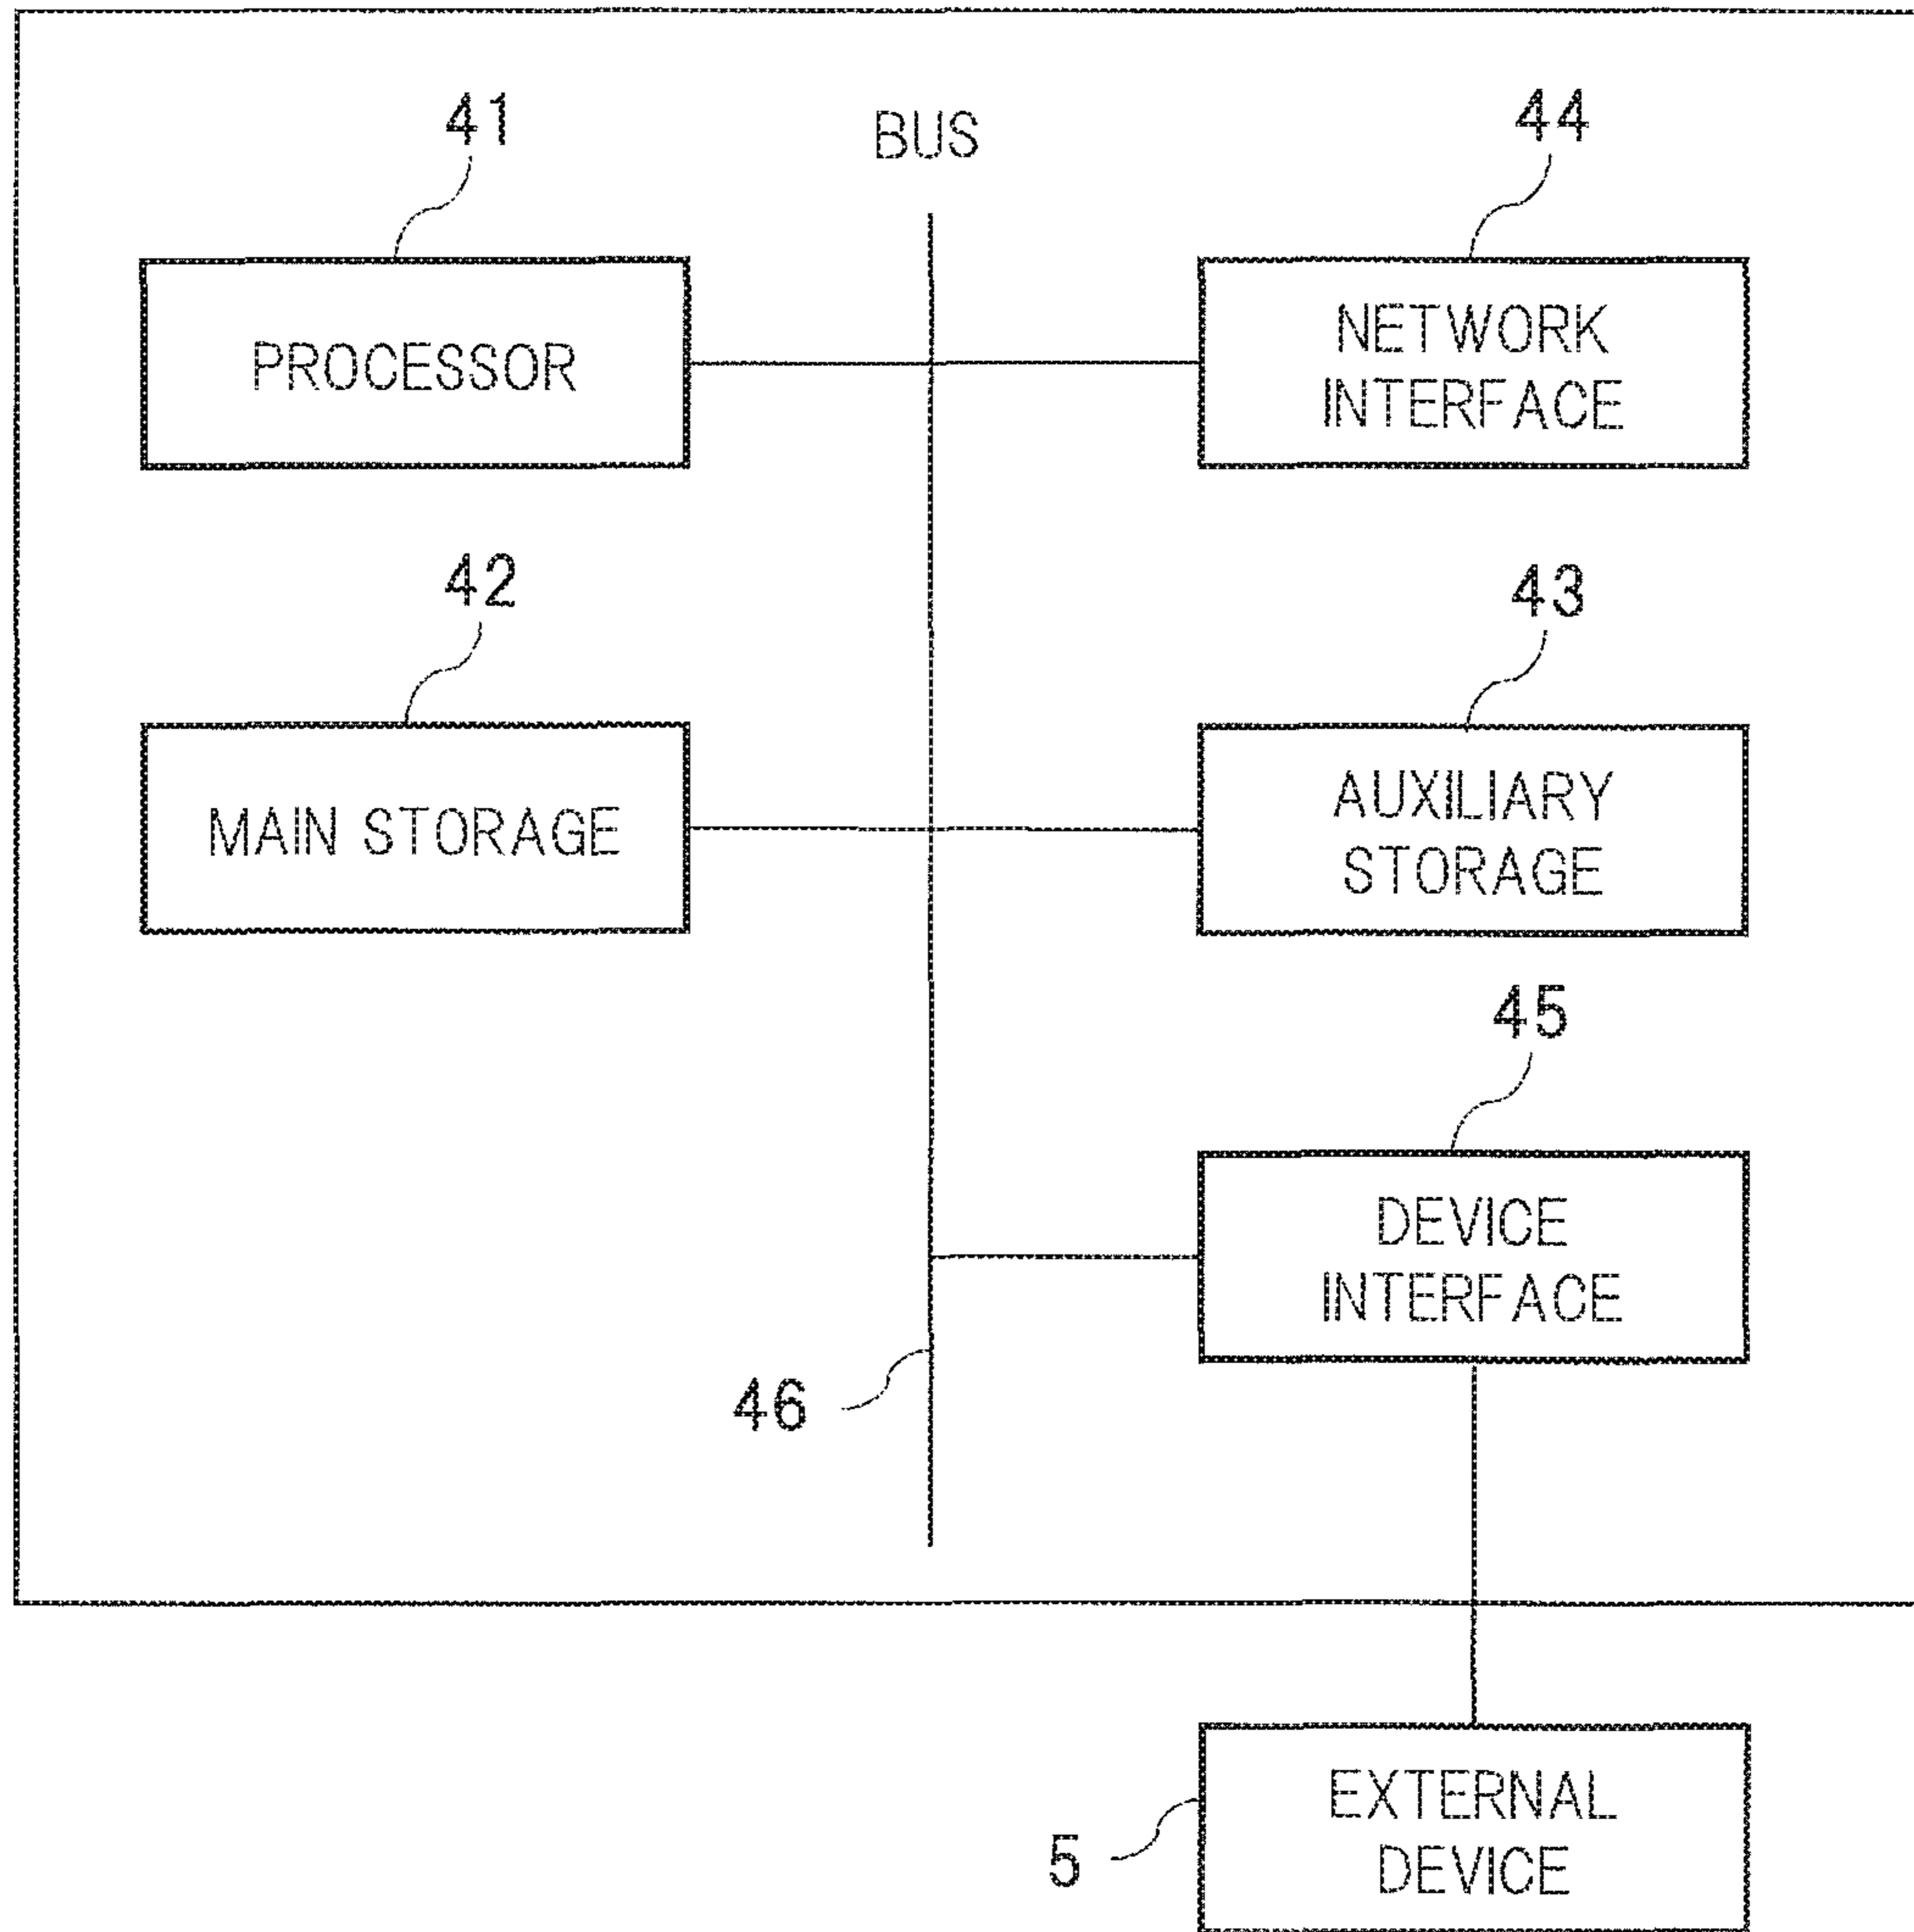 41
BUS
44
PROCESSOR
NETWORK
INTERFACE
42
43
MAIN STORAGE
AUXILIARY
STORAGE
45
DEVICE
INTERFACE
46
EXTERNAL
DEVICE
5